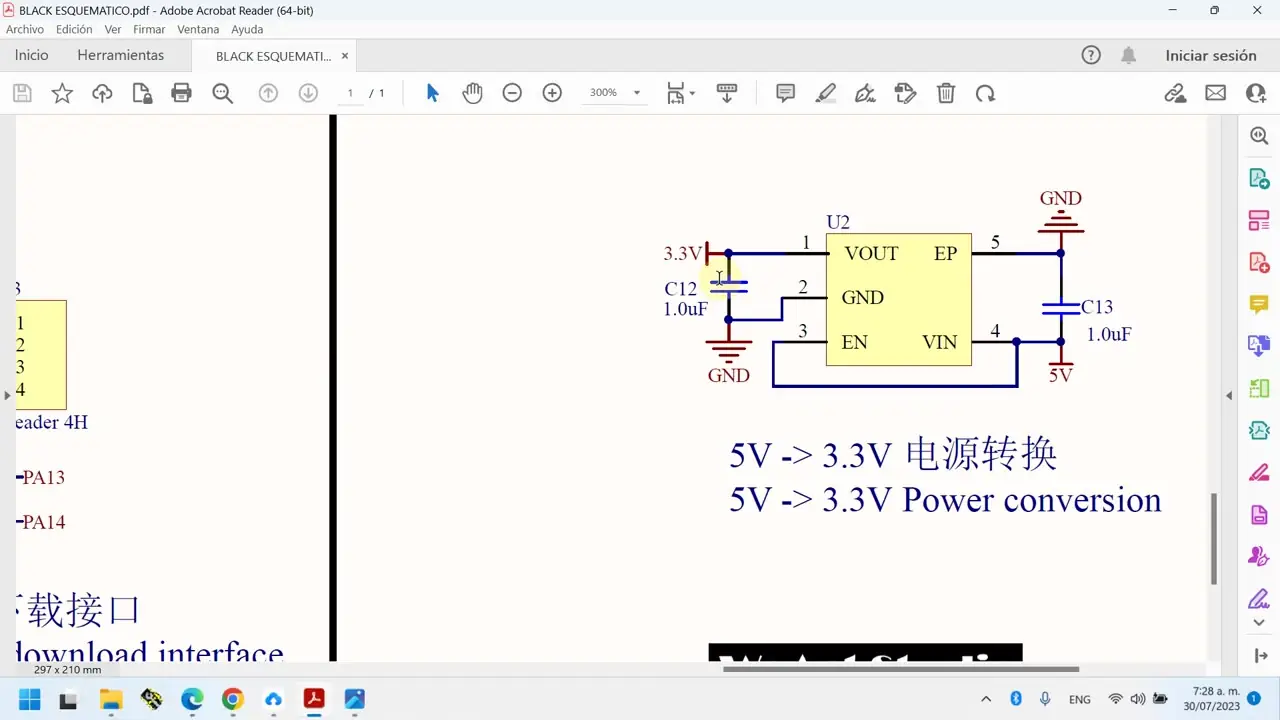 BLACK ESQUEMATICO.pdf - Adobe Acrobat Reader (64-bit)
Archivo Edición Ver Firmar Ventana Ayuda
Inicio Herramientas BLACK ESQUEMATI... × Iniciar sesión
1 / 1 300%
GND
U2
3.3V 1 VOUT EP 5
C12
1.0uF
2 GND
C13
1.0uF
3 EN VIN 4
GND
5V
5V -> 3.3V 电源转换
5V -> 3.3V Power conversion
3
1
2
3
4
eader 4H
PA13
PA14
载接口
download interface
297 x 210 mm
ENG
7:28 a. m.
30/07/2023
1